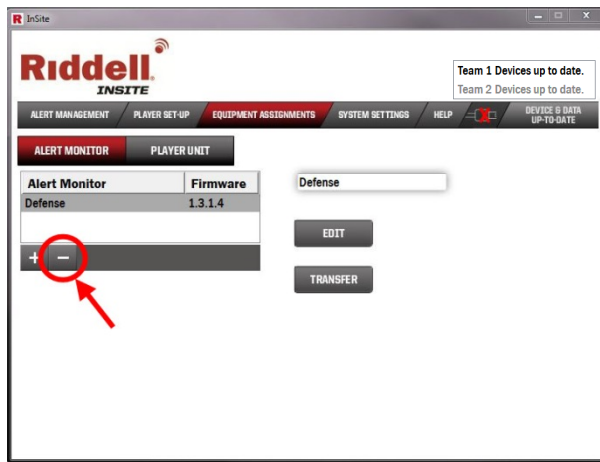 R InSite
Riddell
INSITE
Team 1 Devices up to date.
Team 2 Devices up to date.
ALERT MANAGEMENT PLAYER SET-UP EQUIPMENT ASSIGNMENTS SYSTEM SETTINGS HELP DEVICE & DATA
UP-TO-DATE
ALERT MONITOR PLAYER UNIT
Alert Monitor Firmware
Defense 1.3.1.4
Defense
EDIT
+ −
TRANSFER